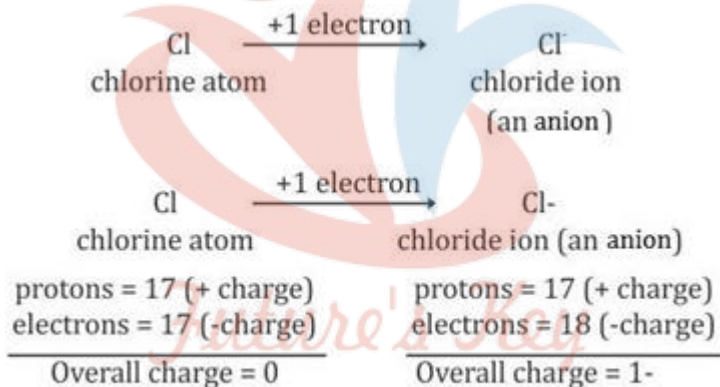 +1 electron
Cl Cl⁻
chlorine atom chloride ion
(an anion)
+1 electron
Cl Cl-
chlorine atom chloride ion (an anion)
protons = 17 (+ charge) protons = 17 (+ charge)
electrons = 17 (-charge) electrons = 18 (-charge)
Future's Key
Overall charge = 0 Overall charge = 1-